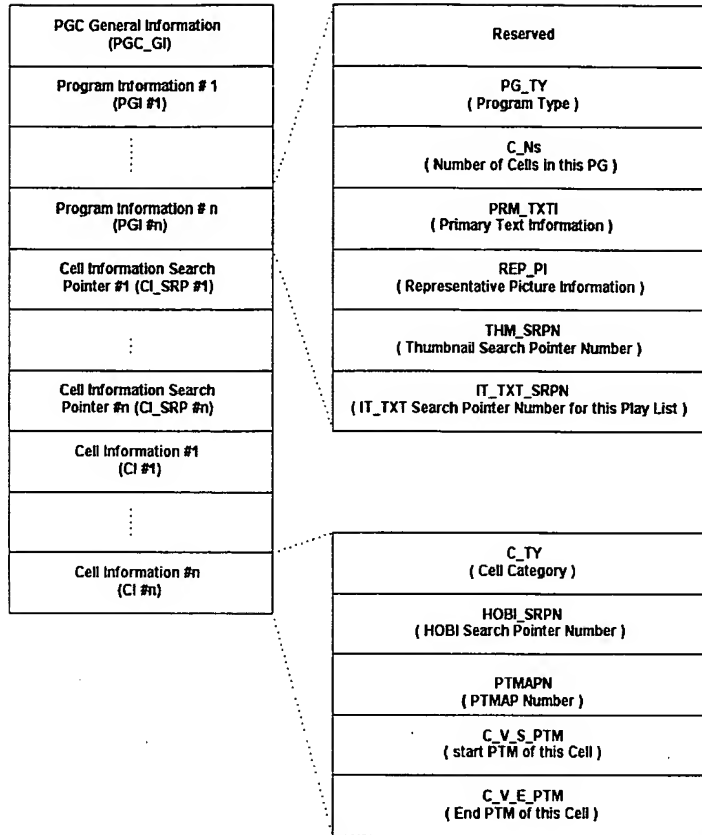 PGC General Information
(PGC_GI)
Program Information # 1
(PGI #1)
Program Information # n
(PGI #n)
Cell Information Search
Pointer #1 (CI_SRP #1)
Cell Information Search
Pointer #n (CI_SRP #n)
Cell Information #1
(CI #1)
Cell Information #n
(CI #n)
Reserved
PG_TY
( Program Type )
C_Ns
( Number of Cells in this PG )
PRM_TXTI
( Primary Text Information )
REP_PI
( Representative Picture Information )
THM_SRPN
( Thumbnail Search Pointer Number )
IT_TXT_SRPN
( IT_TXT Search Pointer Number for this Play List )
C_TY
( Cell Category )
HOBI_SRPN
( HOBI Search Pointer Number )
PTMAPN
( PTMAP Number )
C_V_S_PTM
( start PTM of this Cell )
C_V_E_PTM
( End PTM of this Cell )